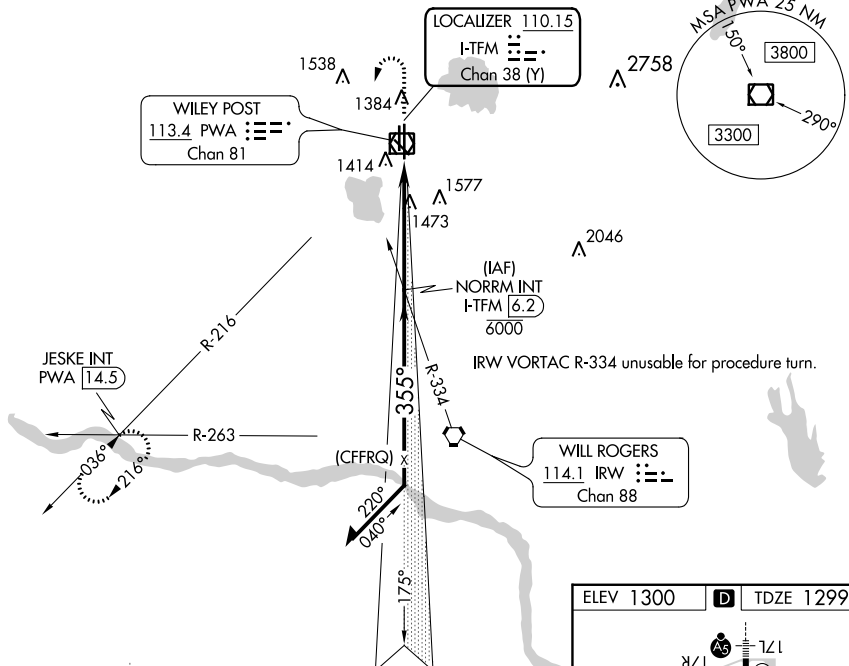 LOCALIZER 110.15
I-TFM
Chan 38 (Y)
MSA PWA 25 NM
150°
3800
290°
3300
1538
2758
1384
WILEY POST
113.4 PWA
Chan 81
1414
1577
1473
2046
(IAF)
NORRM INT
I-TFM 6.2
6000
R-216
JESKE INT
PWA 14.5
IRW VORTAC R-334 unusable for procedure turn.
R-334
355°
R-263
036°
216°
(CFFRQ) x
WILL ROGERS
114.1 IRW
Chan 88
220°
040°
175°
ELEV 1300 D TDZE 1299
A5
17L
17R